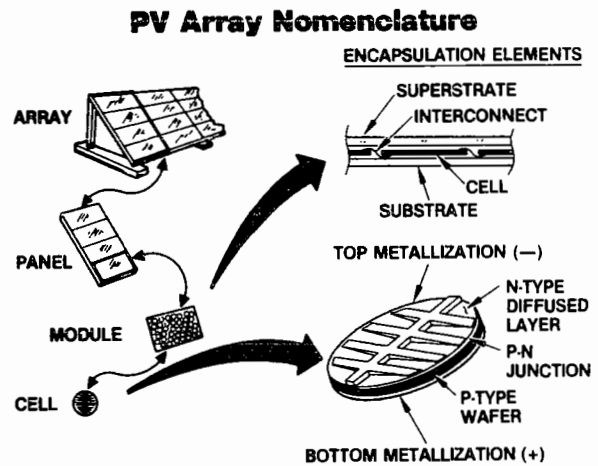 PV Array Nomenclature
ENCAPSULATION ELEMENTS
SUPERSTRATE
INTERCONNECT
CELL
SUBSTRATE
ARRAY
PANEL
MODULE
CELL
TOP METALLIZATION (—)
N-TYPE
DIFFUSED
LAYER
P-N
JUNCTION
P-TYPE
WAFER
BOTTOM METALLIZATION (+)